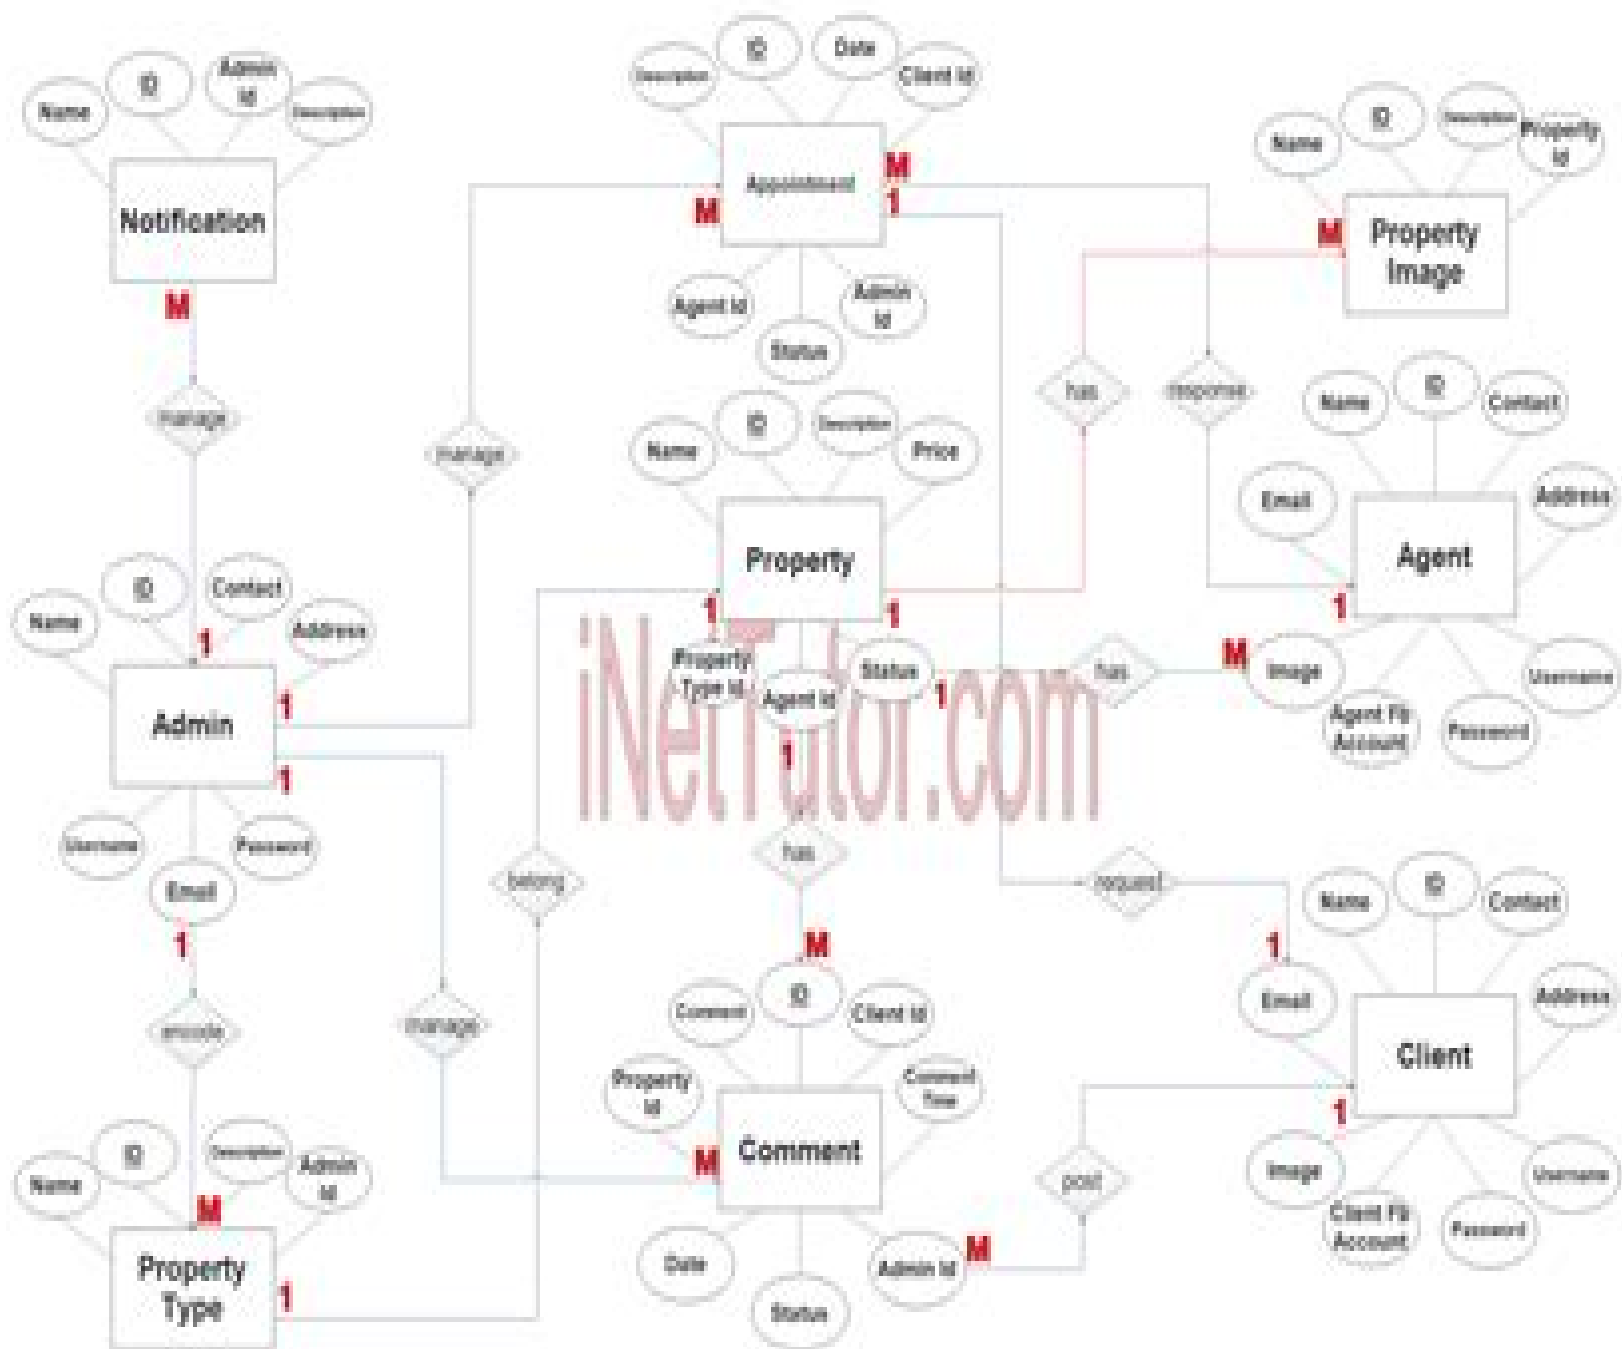 Name
ID
Admin
Id
Description
Notification
M
manage
Description
ID
Date
Client Id
Appointment
M
M
1
Agent Id
Status
Admin
Id
Name
ID
Description
Property
Id
M
Property
Image
manage
has
response
Name
ID
Description
Price
Property
1
1
Property
Type Id
Agent Id
Status
1
1
has
M
Name
ID
Contact
Email
Address
Agent
1
Image
Agent Fb
Account
Password
Username
iNetTutor.com
Name
ID
Contact
Address
1
1
Admin
1
Username
Email
Password
1
encode
belong
manage
has
M
request
1
Name
ID
Contact
Email
Address
Client
1
Image
Client Fb
Account
Password
Username
Comment
ID
Client Id
Property
Id
Comment
Time
M
Comment
Date
Status
Admin Id
M
post
Name
ID
Description
Admin
Id
M
Property
Type
1